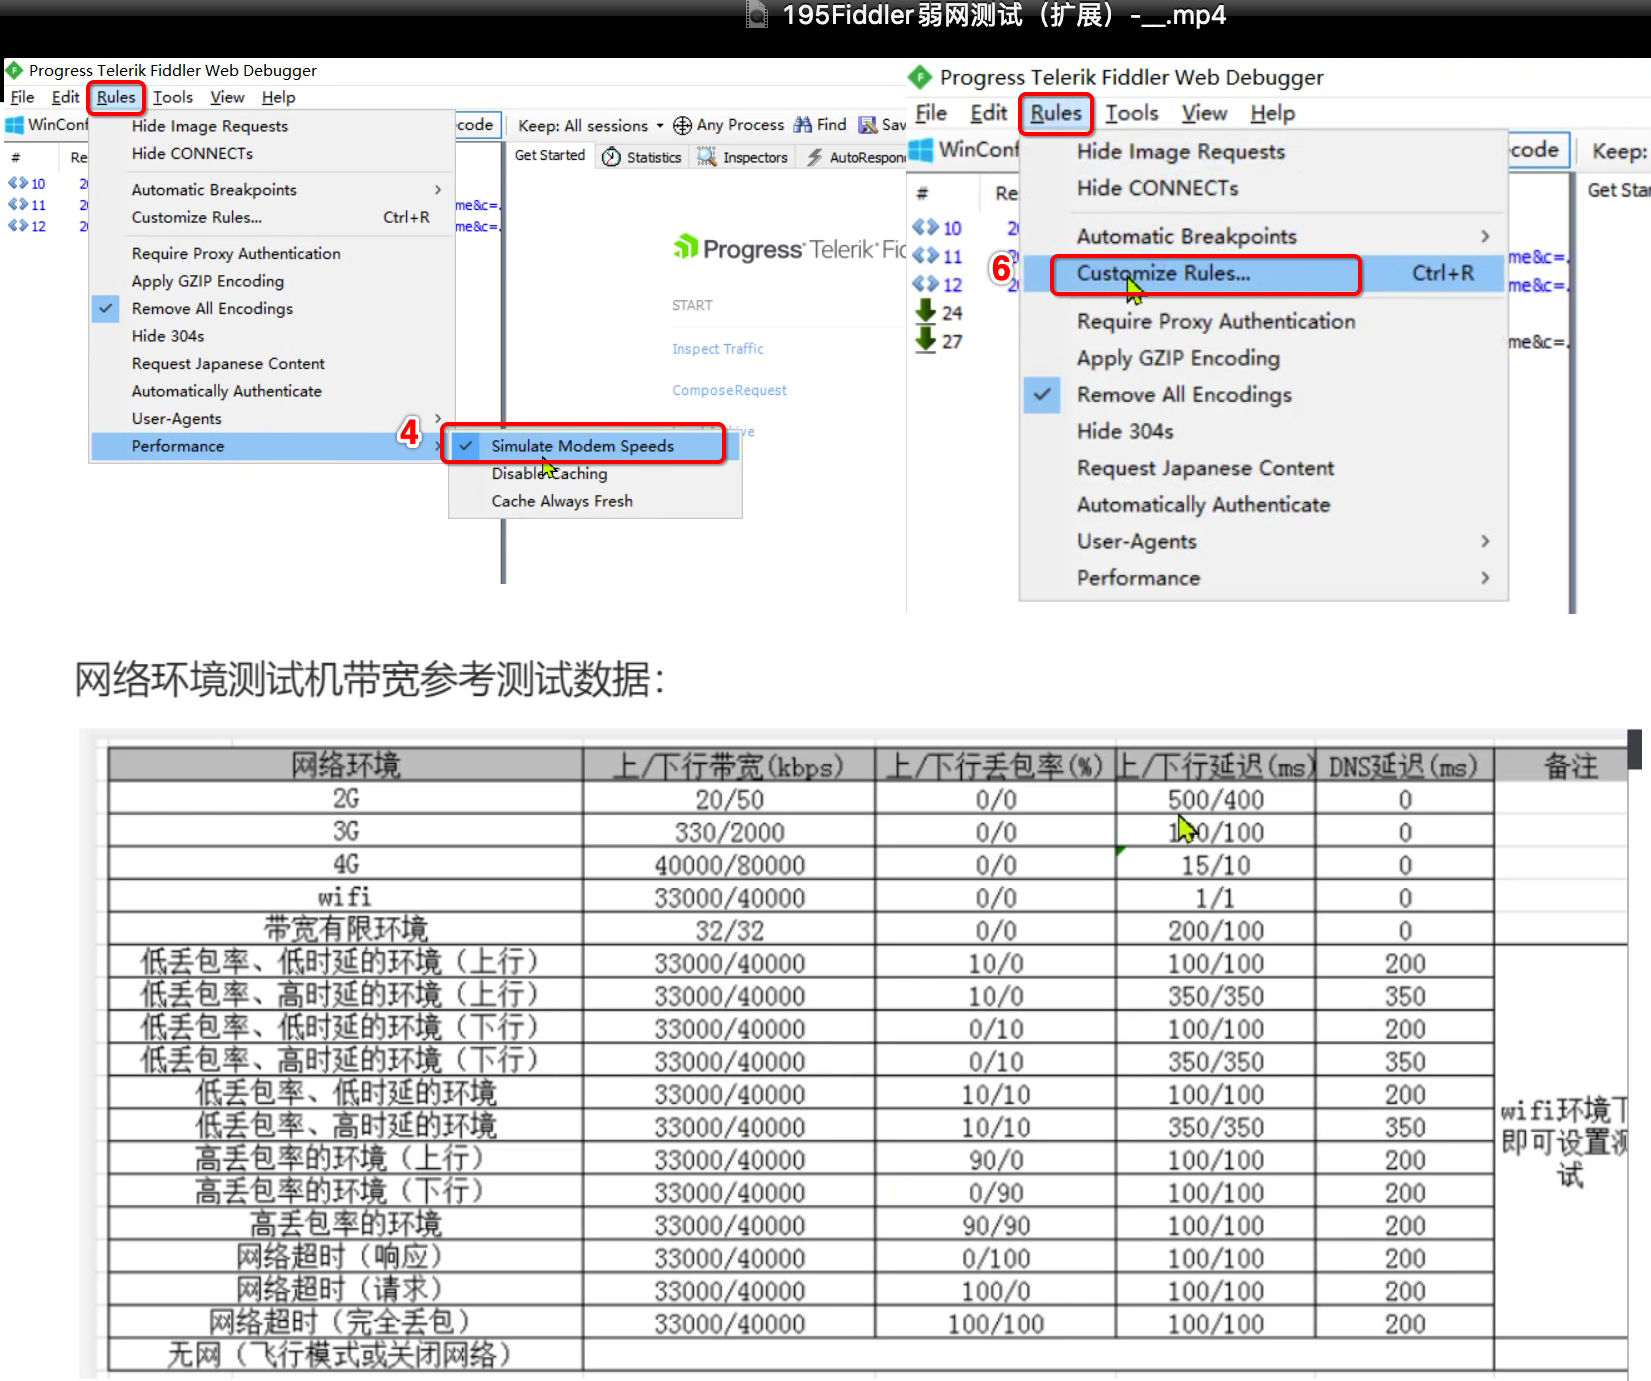 195Fiddler弱网测试（扩展）-__.mp4
Progress Telerik Fiddler Web Debugger
File Edit Rules Tools View Help
WinConf
code Keep: All sessions Any Process Find Sav
# Re
Get Started Statistics Inspectors AutoRespon
10 20
11 20 me&c=.
12 20 me&c=.
Hide Image Requests
Hide CONNECTs
Automatic Breakpoints
Customize Rules... Ctrl+R
Require Proxy Authentication
Apply GZIP Encoding
Remove All Encodings
Hide 304s
Request Japanese Content
Automatically Authenticate
User-Agents
Performance
4
Simulate Modem Speeds
Disable Caching
Cache Always Fresh
Progress Telerik Fid
START
Inspect Traffic
Compose Request
ive
Progress Telerik Fiddler Web Debugger
File Edit Rules Tools View Help
WinConf
code Keep:
# Re
Get Star
10
11 me&c=.
12 me&c=.
24
27 me&c=.
Hide Image Requests
Hide CONNECTs
Automatic Breakpoints
6
Customize Rules... Ctrl+R
Require Proxy Authentication
Apply GZIP Encoding
Remove All Encodings
Hide 304s
Request Japanese Content
Automatically Authenticate
User-Agents
Performance
网络环境测试机带宽参考测试数据：
网络环境 上/下行带宽(kbps) 上/下行丢包率(%) 上/下行延迟(ms) DNS延迟(ms) 备注
2G 20/50 0/0 500/400 0
3G 330/2000 0/0 /100 0
4G 40000/80000 0/0 15/10 0
wifi 33000/40000 0/0 1/1 0
带宽有限环境 32/32 0/0 200/100 0
低丢包率、低时延的环境（上行） 33000/40000 10/0 100/100 200
低丢包率、高时延的环境（上行） 33000/40000 10/0 350/350 350
低丢包率、低时延的环境（下行） 33000/40000 0/10 100/100 200
低丢包率、高时延的环境（下行） 33000/40000 0/10 350/350 350
低丢包率、低时延的环境 33000/40000 10/10 100/100 200
低丢包率、高时延的环境 33000/40000 10/10 350/350 350
高丢包率的环境（上行） 33000/40000 90/0 100/100 200
高丢包率的环境（下行） 33000/40000 0/90 100/100 200
高丢包率的环境 33000/40000 90/90 100/100 200
网络超时（响应） 33000/40000 0/100 100/100 200
网络超时（请求） 33000/40000 100/0 100/100 200
网络超时（完全丢包） 33000/40000 100/100 100/100 200
无网（飞行模式或关闭网络）
wifi环境下
即可设置测
试